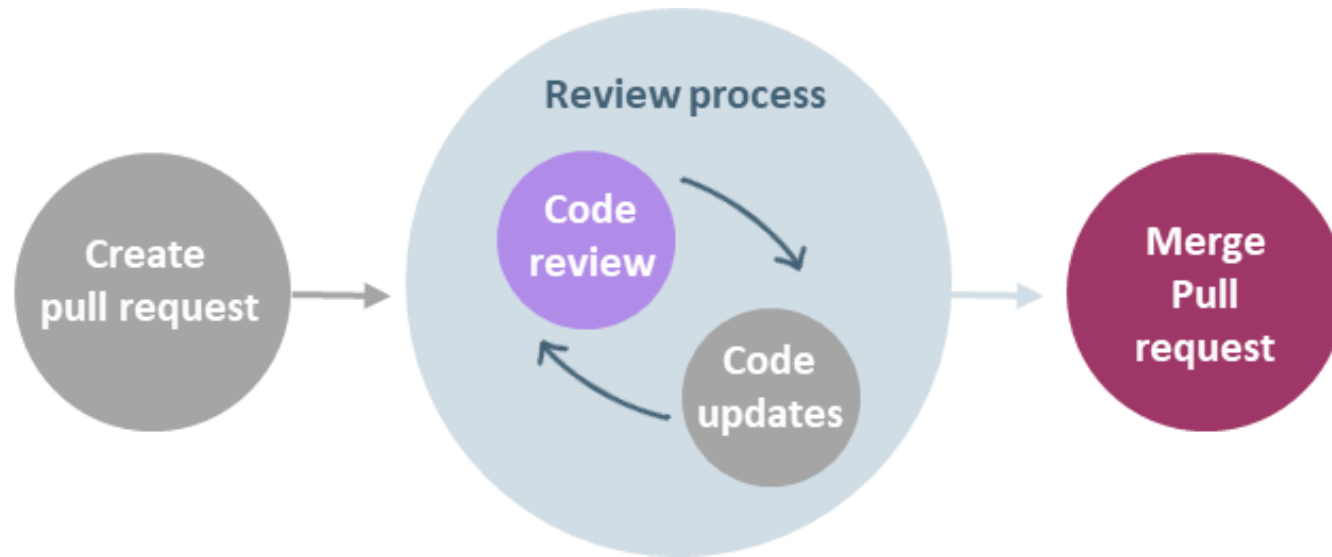 Create
pull request
Review process
Code
review
Code
updates
Merge
Pull
request